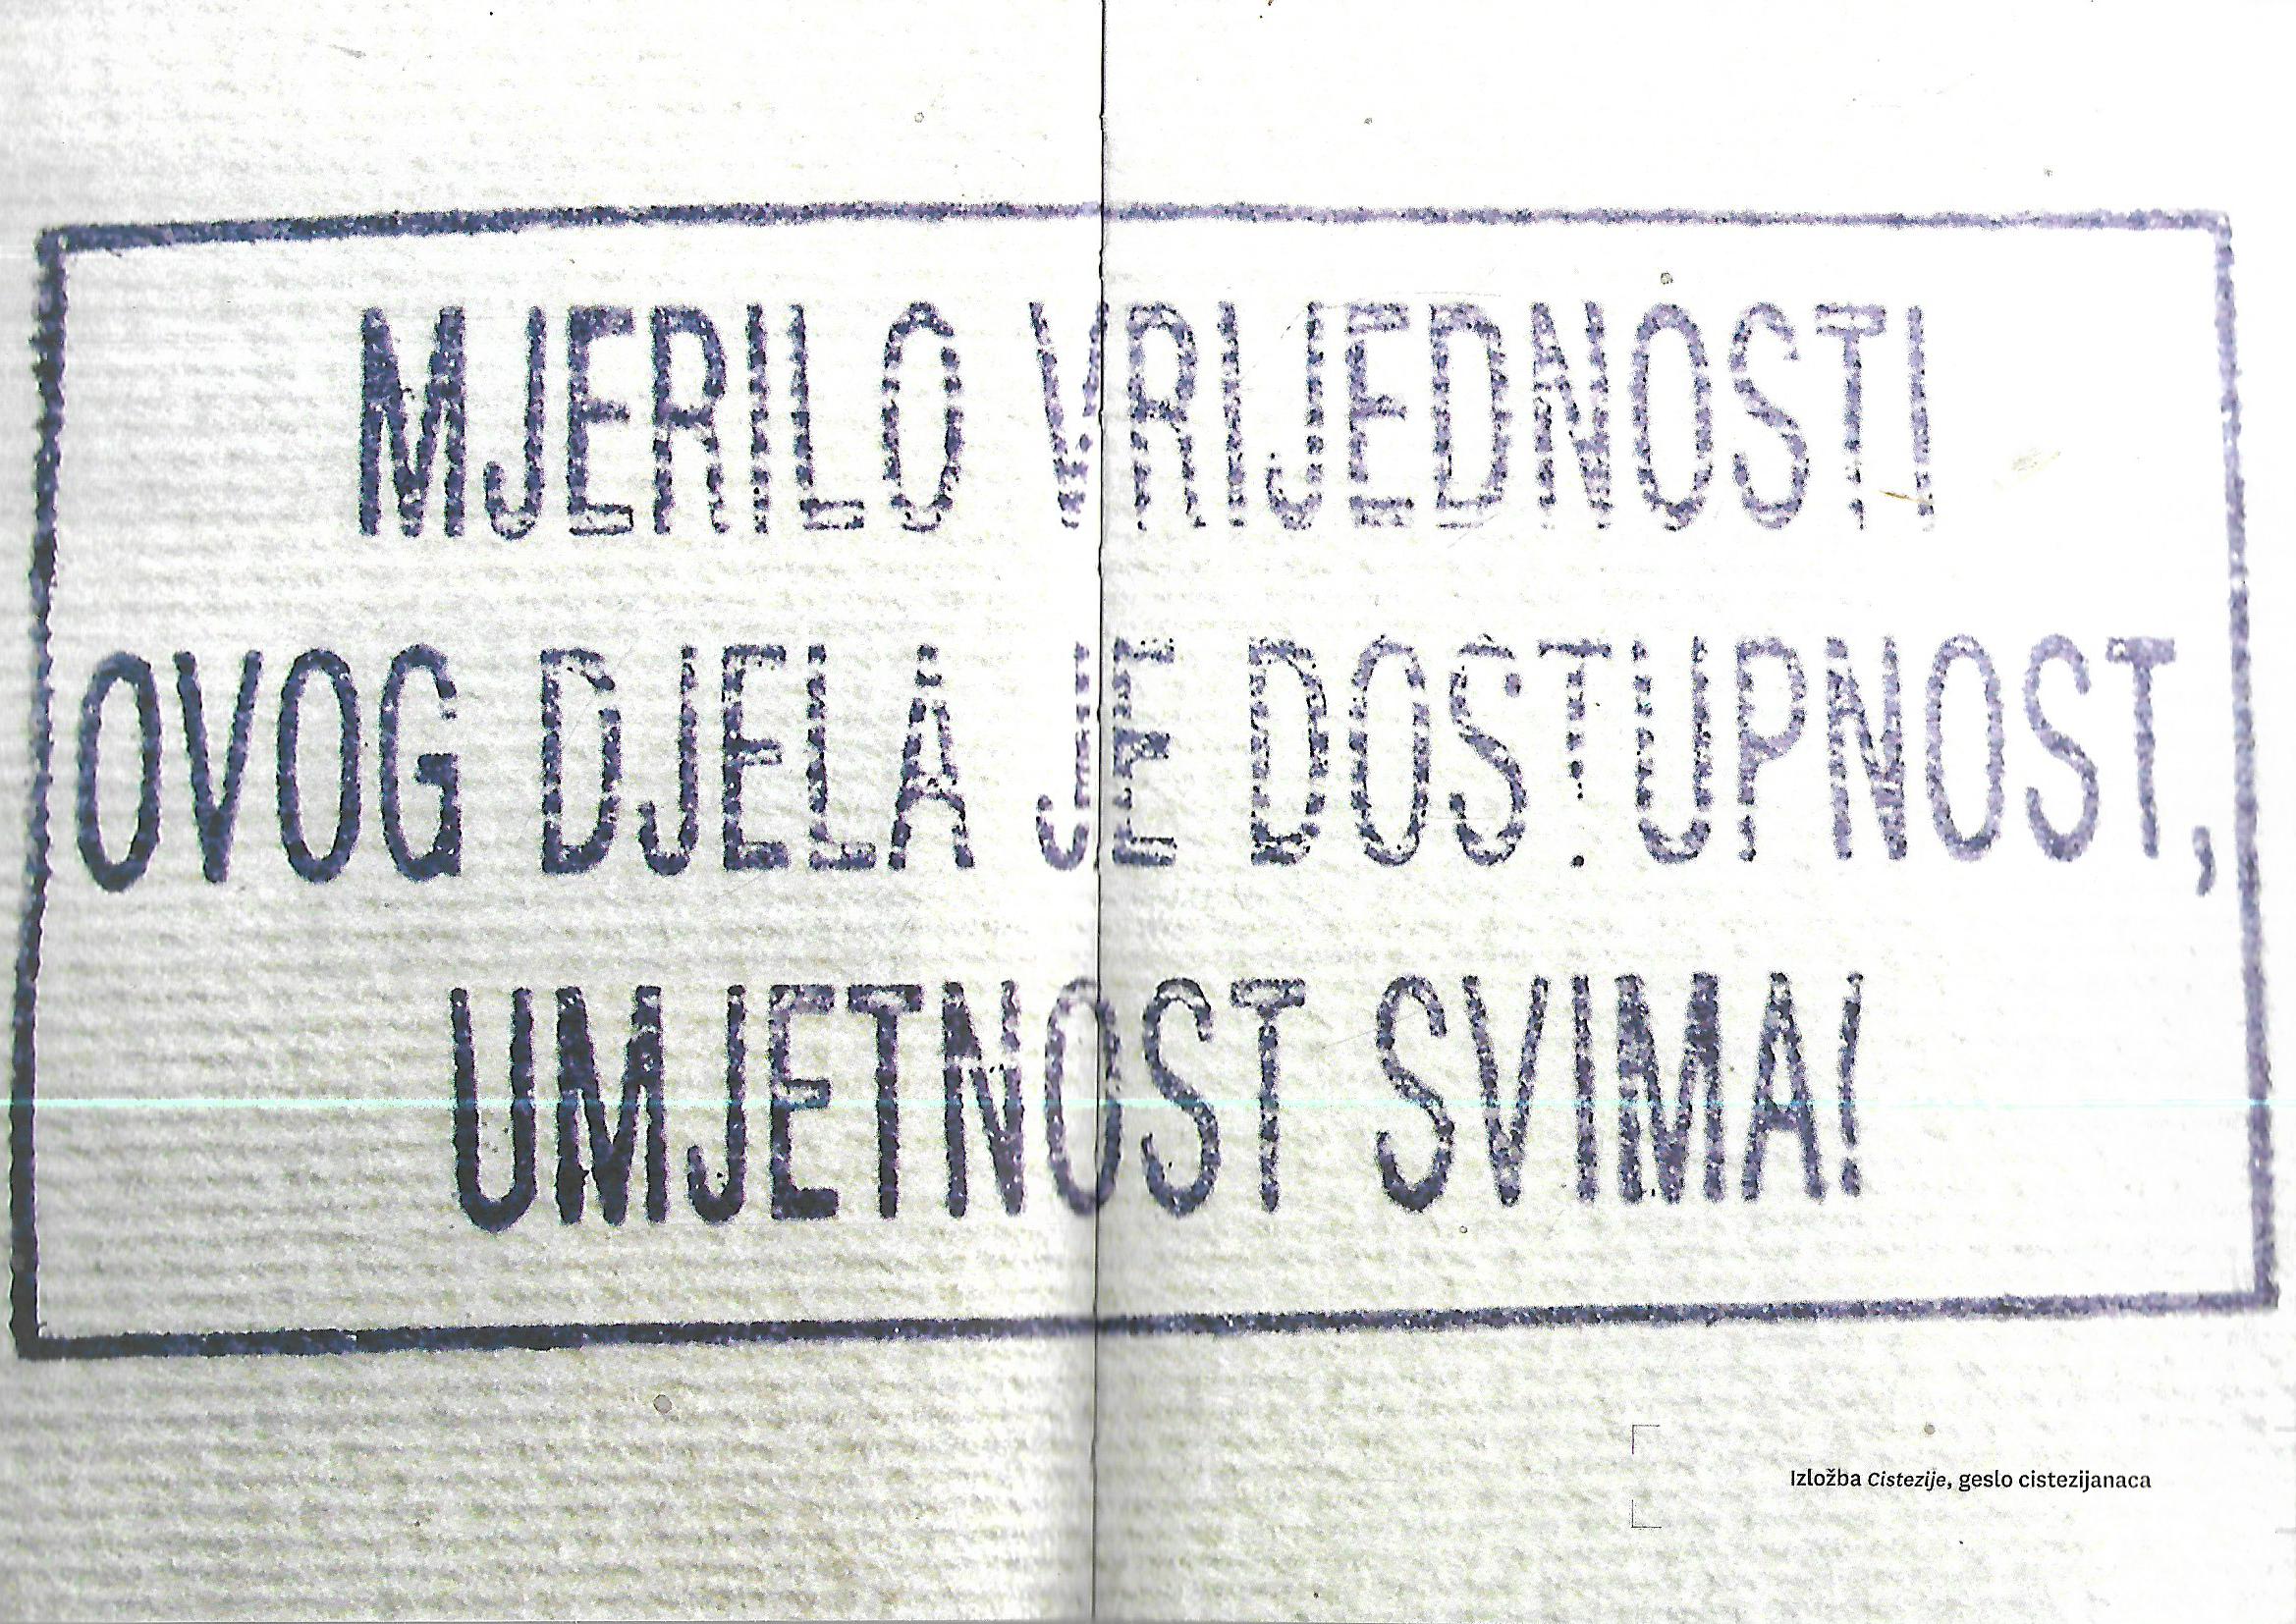 MJERILO VRIJEDNOSTI
OVOG DJELA JE DOSTUPNOST,
UMJETNOST SVIMA!
Izložba Cistezije, geslo cistezijanaca